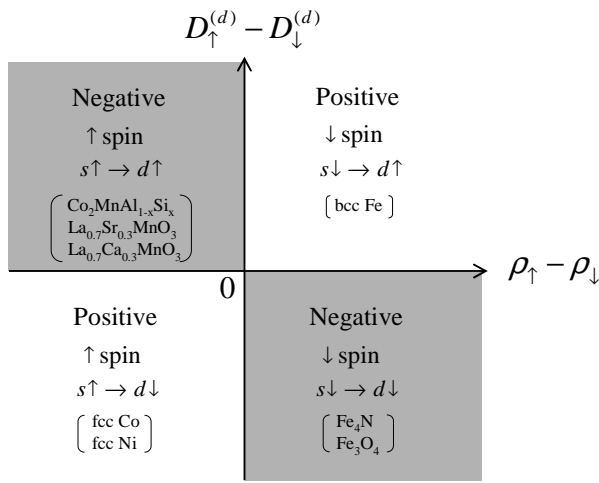 D↑^(d) − D↓^(d)
Negative
↑ spin
s↑ → d↑
Co₂MnAl₁₋ₓSiₓ
La₀.₇Sr₀.₃MnO₃
La₀.₇Ca₀.₃MnO₃
Positive
↓ spin
s↓ → d↑
bcc Fe
0
ρ↑ − ρ↓
Positive
↑ spin
s↑ → d↓
fcc Co
fcc Ni
Negative
↓ spin
s↓ → d↓
Fe₄N
Fe₃O₄